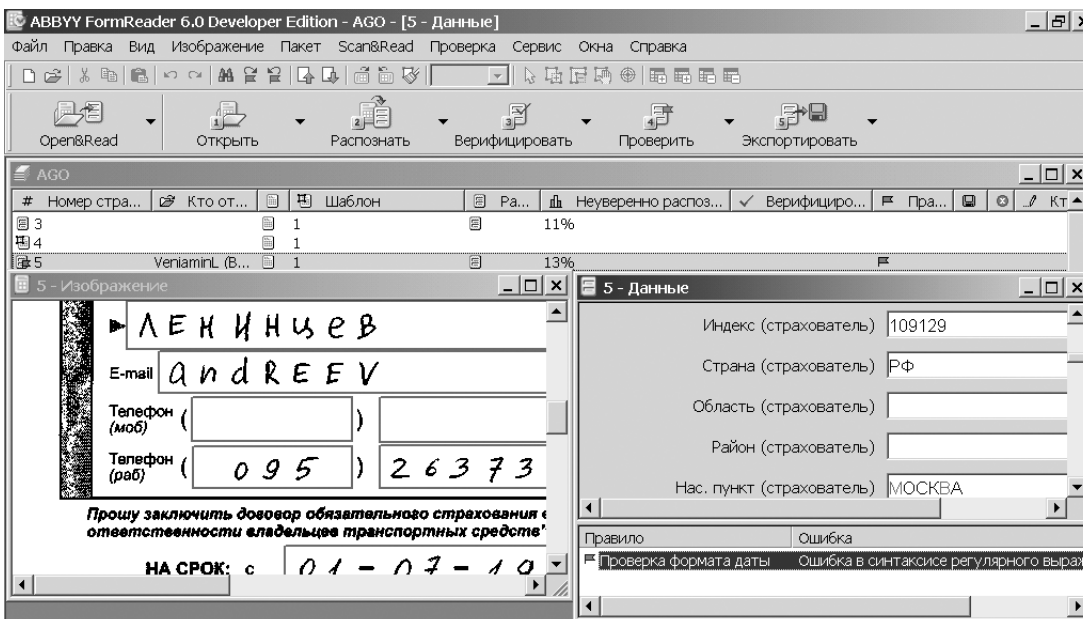 ABBYY FormReader 6.0 Developer Edition - AGO - [5 - Данные]
Файл Правка Вид Изображение Пакет Scan&Read Проверка Сервис Окна Справка
Open&Read 1 Открыть 2 Распознать 3 Верифицировать 4 Проверить 5 Экспортировать
AGO
# Номер стра... Кто от... Шаблон Ра... Неуверенно распоз... Верифициро... Пра... КТ
3 1 11%
4 1
5 VeniaminL (В... 1 13%
5 - Изображение
ЛЕНИНцев
E-mail andREEV
Телефон (моб) ( )
Телефон (раб) ( 095 ) 26373
Прошу заключить договор обязательного страхования
ответственности владельцев транспортных средств"
НА СРОК: с 01-07-19
5 - Данные
Индекс (страхователь) 109129
Страна (страхователь) РФ
Область (страхователь)
Район (страхователь)
Нас. пункт (страхователь) МОСКВА
Правило Ошибка
Проверка формата даты Ошибка в синтаксисе регулярного выраж